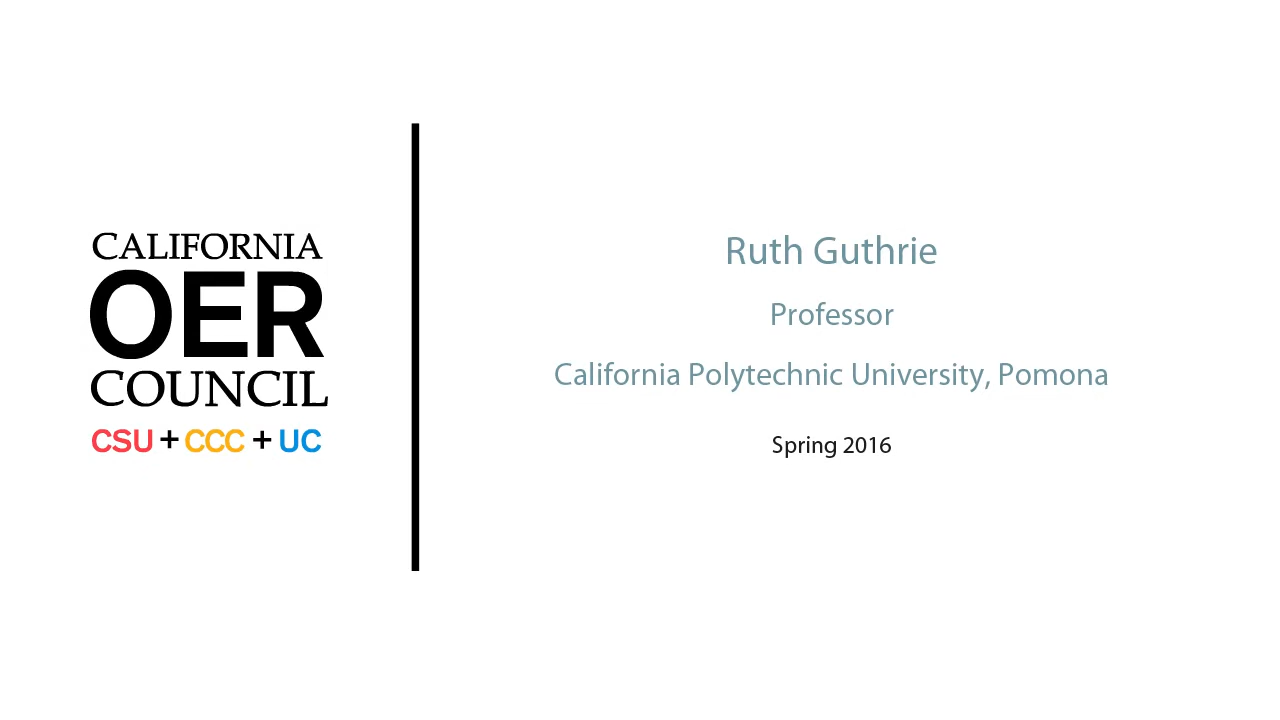 CALIFORNIA
OER
COUNCIL
CSU + CCC + UC
Ruth Guthrie
Professor
California Polytechnic University, Pomona
Spring 2016